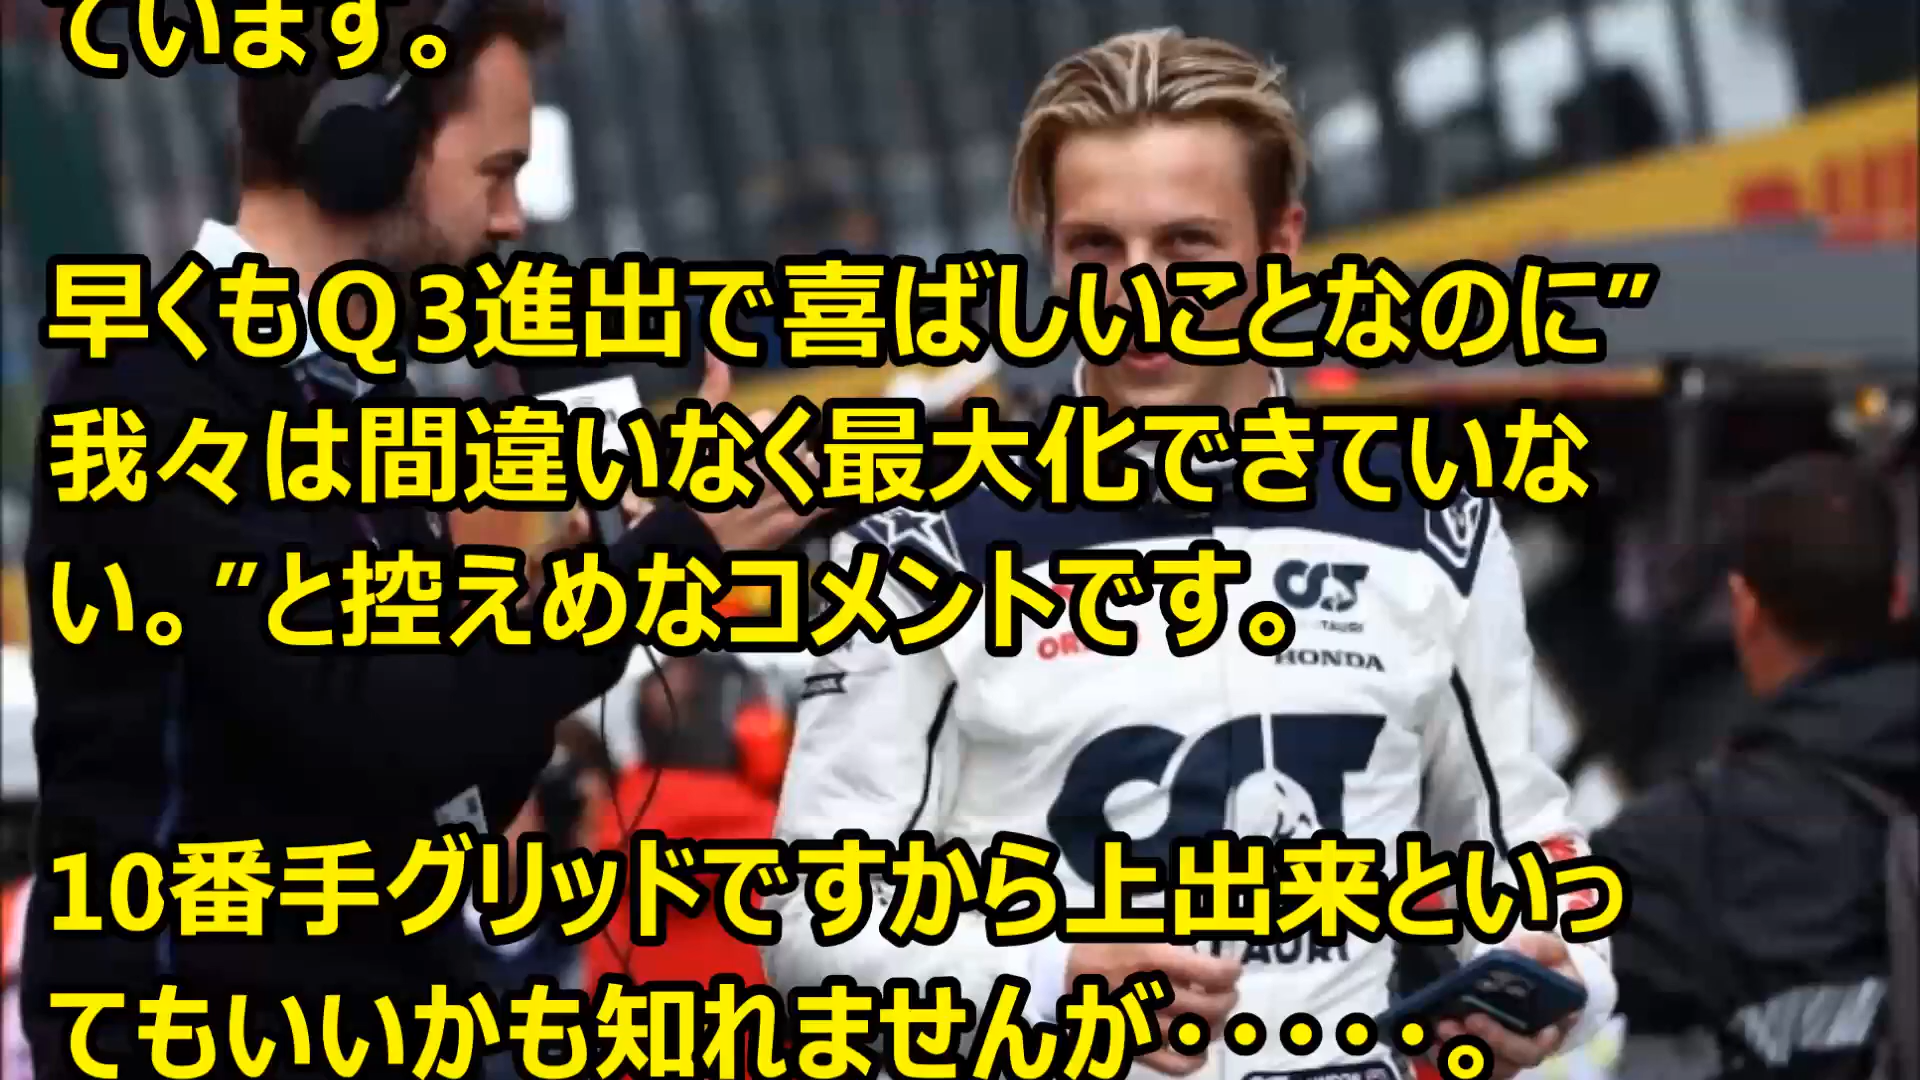 ています。
早くもＱ3進出で喜ばしいことなのに”
我々は間違いなく最大化できていな
い。”と控えめなコメントです。
ORLEN
TAURI
HONDA
10番手グリッドですから上出来といっ
てもいいかも知れませんが・・・・・。
TAURI